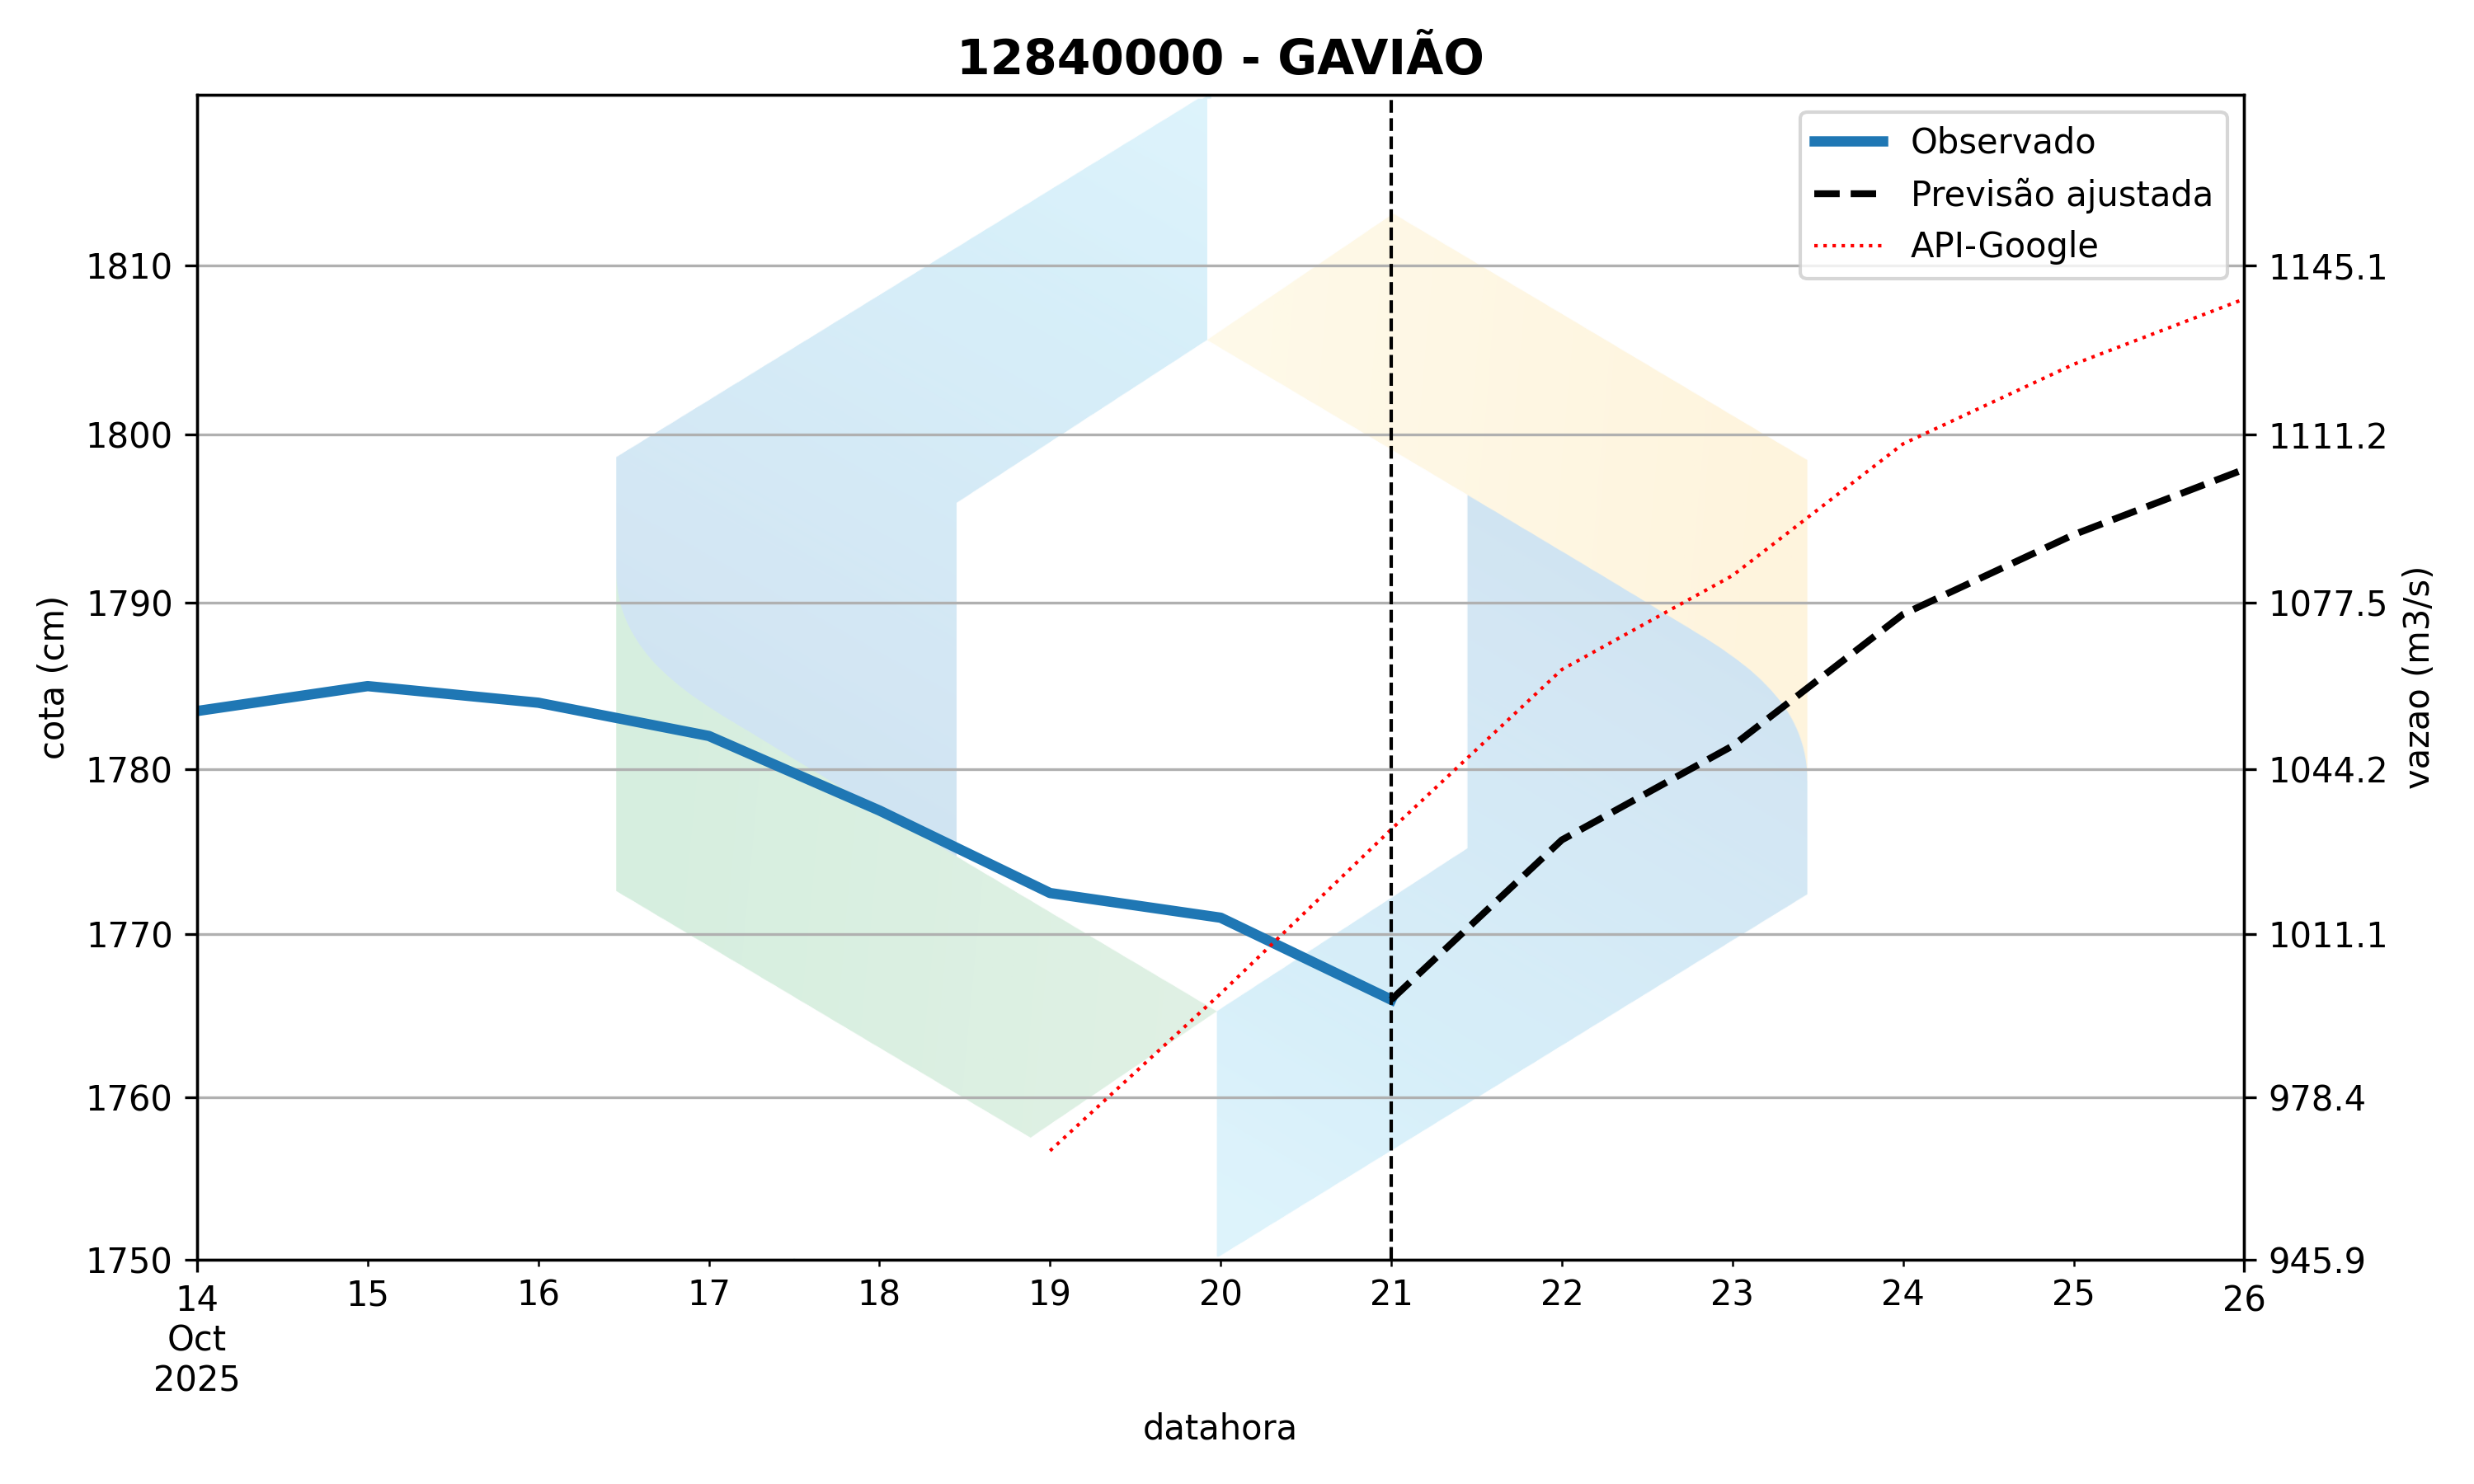 12840000 - GAVIÃO
Observado
Previsão ajustada
API-Google
1810
1800
1790
1780
1770
1760
1750
cota (cm)
1145.1
1111.2
1077.5
1044.2
1011.1
978.4
945.9
vazao (m3/s)
14 15 16 17 18 19 20 21 22 23 24 25 26
Oct
2025
datahora